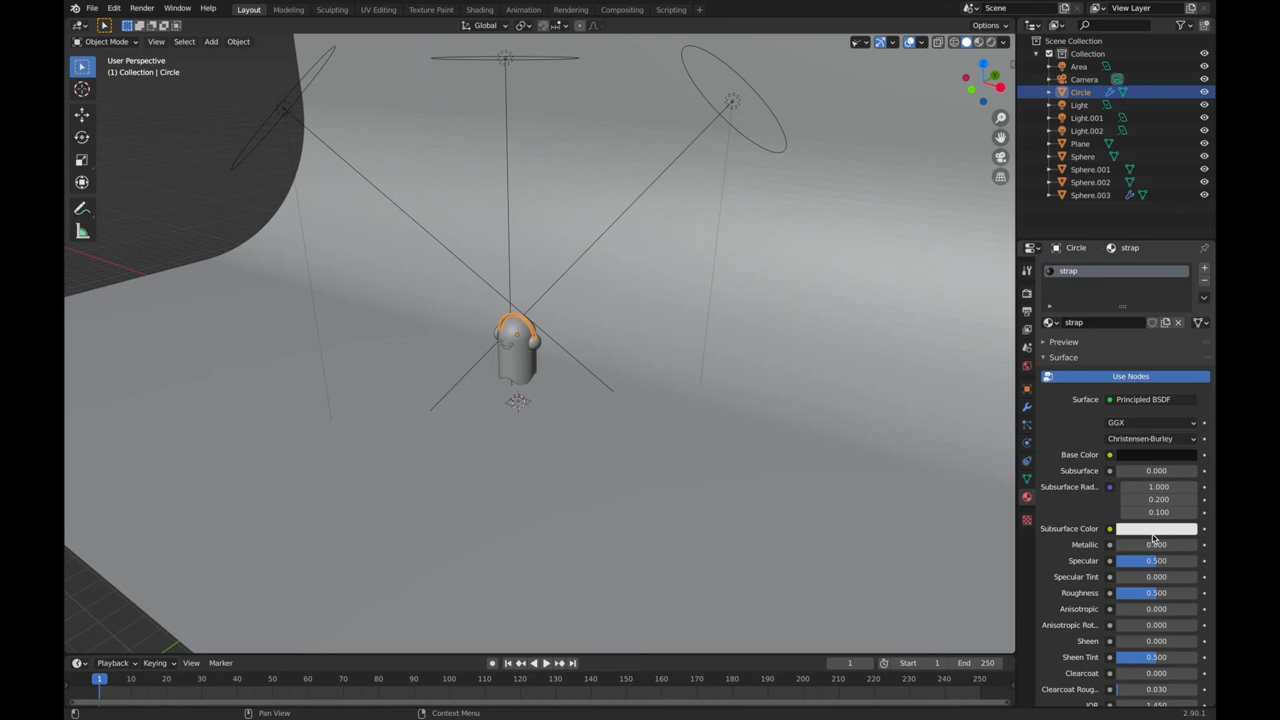 File Edit Render Window Help Layout Modeling Sculpting UV Editing Texture Paint Shading Animation Rendering Compositing Scripting Scene View Layer
Global Options
Object Mode View Select Add Object
User Perspective
(1) Collection | Circle
Scene Collection
Collection
Area
Camera
Circle
Light
Light.001
Light.002
Plane
Sphere
Sphere.001
Sphere.002
Sphere.003
Circle strap
strap
strap
Preview
Surface
Use Nodes
Surface Principled BSDF
GGX
Christensen-Burley
Base Color
Subsurface 0.000
Subsurface Rad.. 1.000
0.200
0.100
Subsurface Color
Metallic 0.000
Specular 0.500
Specular Tint 0.000
Roughness 0.500
Anisotropic 0.000
Anisotropic Rot.. 0.000
Sheen 0.000
Sheen Tint 0.500
Clearcoat 0.000
Clearcoat Roug.. 0.030
IOR 1.450
Playback Keying View Marker 1 Start 1 End 250
1 10 20 30 40 50 60 70 80 90 100 110 120 130 140 150 160 170 180 190 200 210 220 230 240 250
Pan View Context Menu 2.90.1